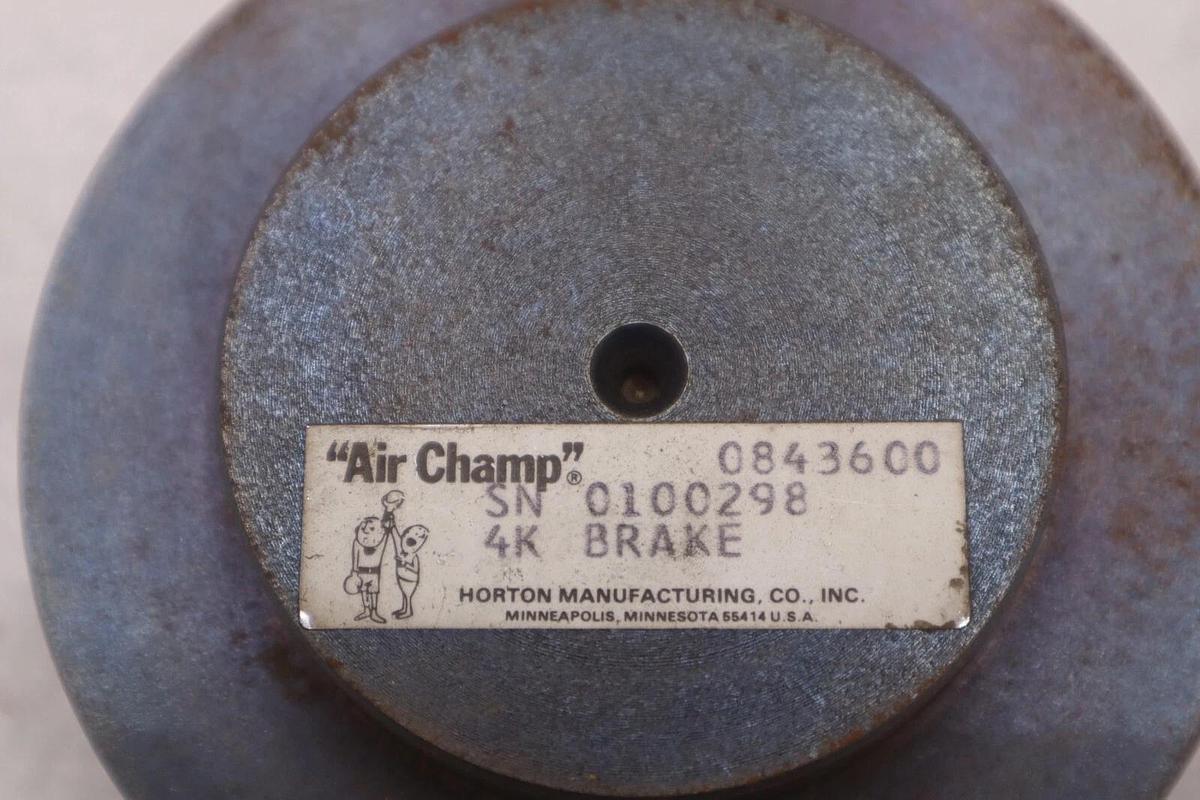 "Air Champ"® 0843600
SN 0100298
4K BRAKE
HORTON MANUFACTURING, CO., INC.
MINNEAPOLIS, MINNESOTA 55414 U.S.A.